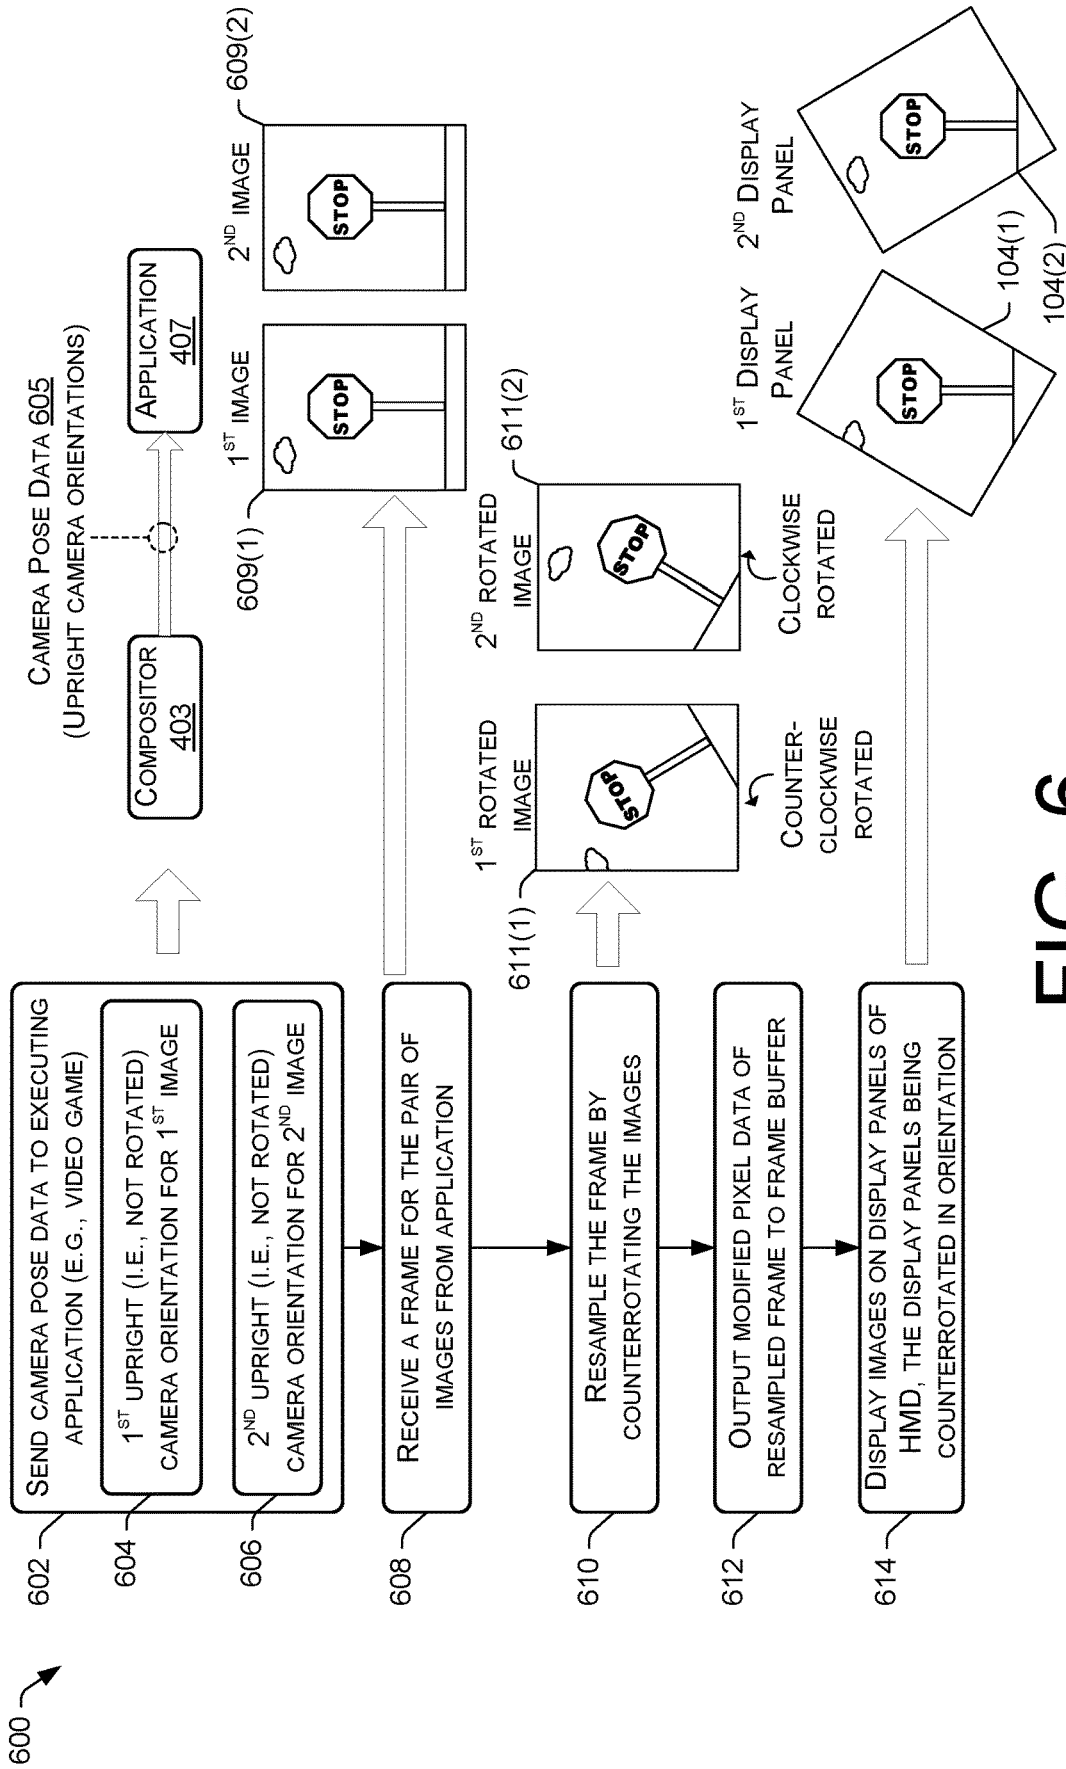 600
602
SEND CAMERA POSE DATA TO EXECUTING
APPLICATION (E.G., VIDEO GAME)
604
1ST UPRIGHT (I.E., NOT ROTATED)
CAMERA ORIENTATION FOR 1ST IMAGE
606
2ND UPRIGHT (I.E., NOT ROTATED)
CAMERA ORIENTATION FOR 2ND IMAGE
CAMERA POSE DATA 605
(UPRIGHT CAMERA ORIENTATIONS)
COMPOSITOR
403
APPLICATION
407
608
RECEIVE A FRAME FOR THE PAIR OF
IMAGES FROM APPLICATION
609(1)
1ST IMAGE
STOP
2ND IMAGE
609(2)
STOP
610
RESAMPLE THE FRAME BY
COUNTERROTATING THE IMAGES
611(1)
1ST ROTATED
IMAGE
STOP
COUNTER-
CLOCKWISE
ROTATED
2ND ROTATED
IMAGE
611(2)
STOP
CLOCKWISE
ROTATED
612
OUTPUT MODIFIED PIXEL DATA OF
RESAMPLED FRAME TO FRAME BUFFER
614
DISPLAY IMAGES ON DISPLAY PANELS OF
HMD, THE DISPLAY PANELS BEING
COUNTERROTATED IN ORIENTATION
1ST DISPLAY
PANEL
STOP
104(1)
2ND DISPLAY
PANEL
STOP
104(2)
FIG. 6